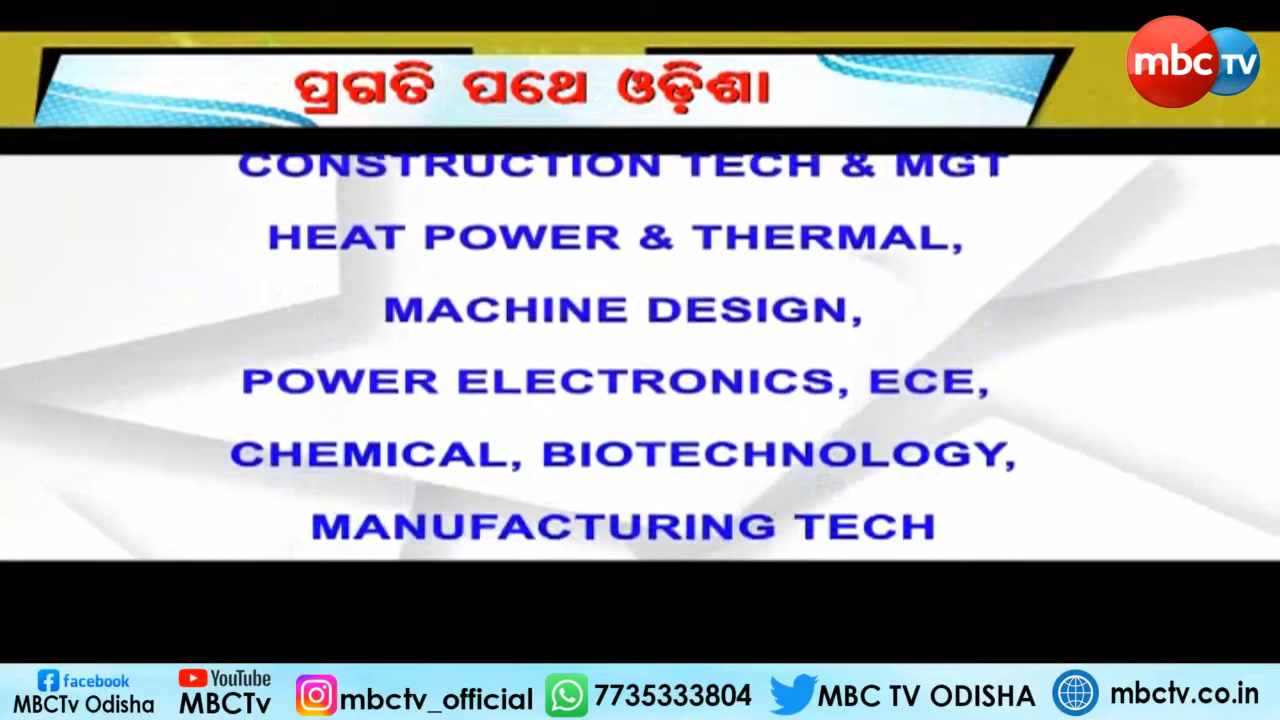 ପ୍ରଗତି ପଥେ ଓଡ଼ିଶା
mbc TV
CONSTRUCTION TECH & MGT
HEAT POWER & THERMAL,
MACHINE DESIGN,
POWER ELECTRONICS, ECE,
CHEMICAL, BIOTECHNOLOGY,
MANUFACTURING TECH
facebook
MBCTv Odisha
YouTube
MBCTv
mbctv_official
7735333804
MBC TV ODISHA
mbctv.co.in